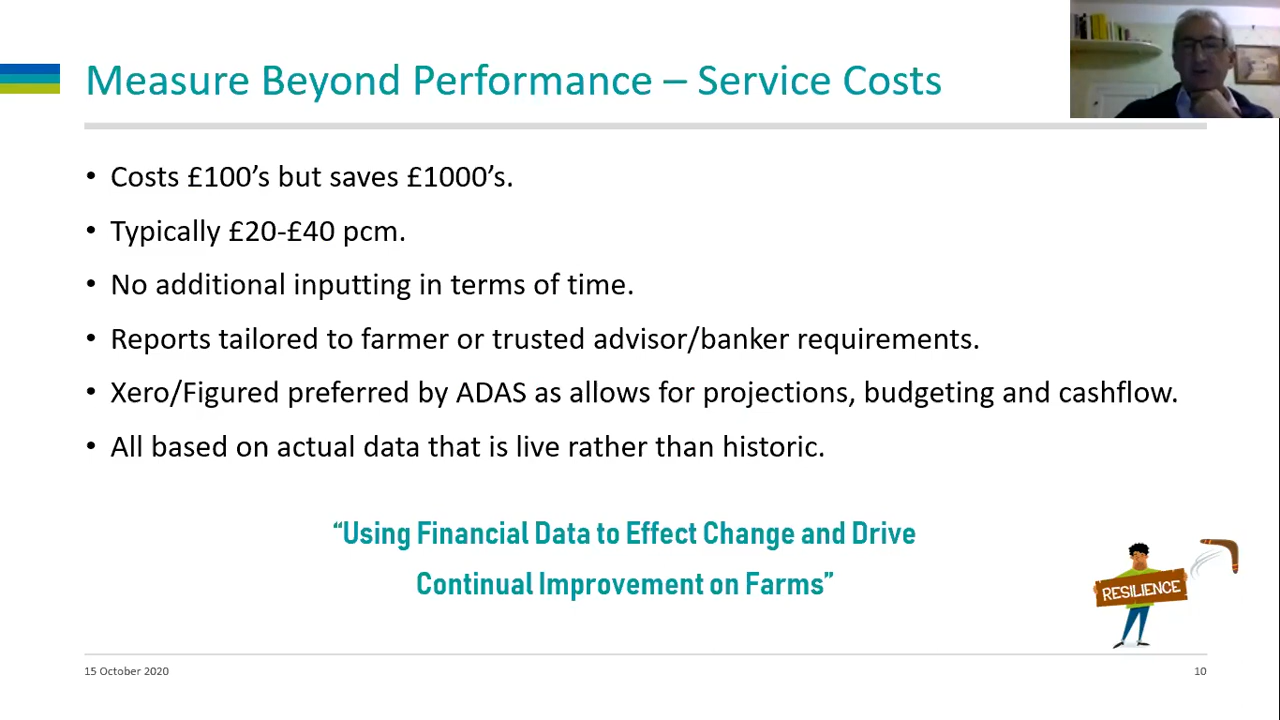 Measure Beyond Performance – Service Costs
• Costs £100’s but saves £1000’s.
• Typically £20-£40 pcm.
• No additional inputting in terms of time.
• Reports tailored to farmer or trusted advisor/banker requirements.
• Xero/Figured preferred by ADAS as allows for projections, budgeting and cashflow.
• All based on actual data that is live rather than historic.
“Using Financial Data to Effect Change and Drive
Continual Improvement on Farms”
RESILIENCE
15 October 2020
10